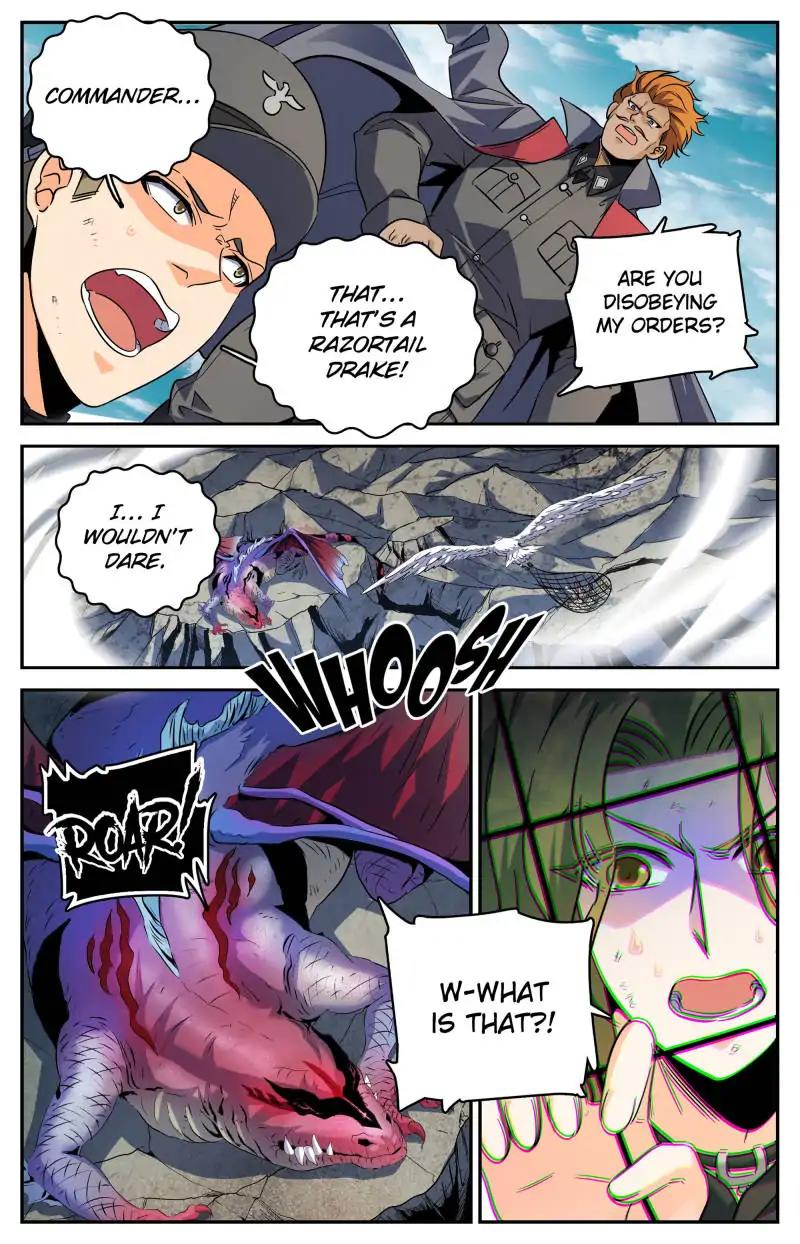 COMMANDER...
THAT...
THAT'S A
RAZORTAIL
DRAKE!
ARE YOU
DISOBEYING
MY ORDERS?
I... I
WOULDN'T
DARE.
WHOOSH
ROAR!
W-WHAT
IS THAT?!